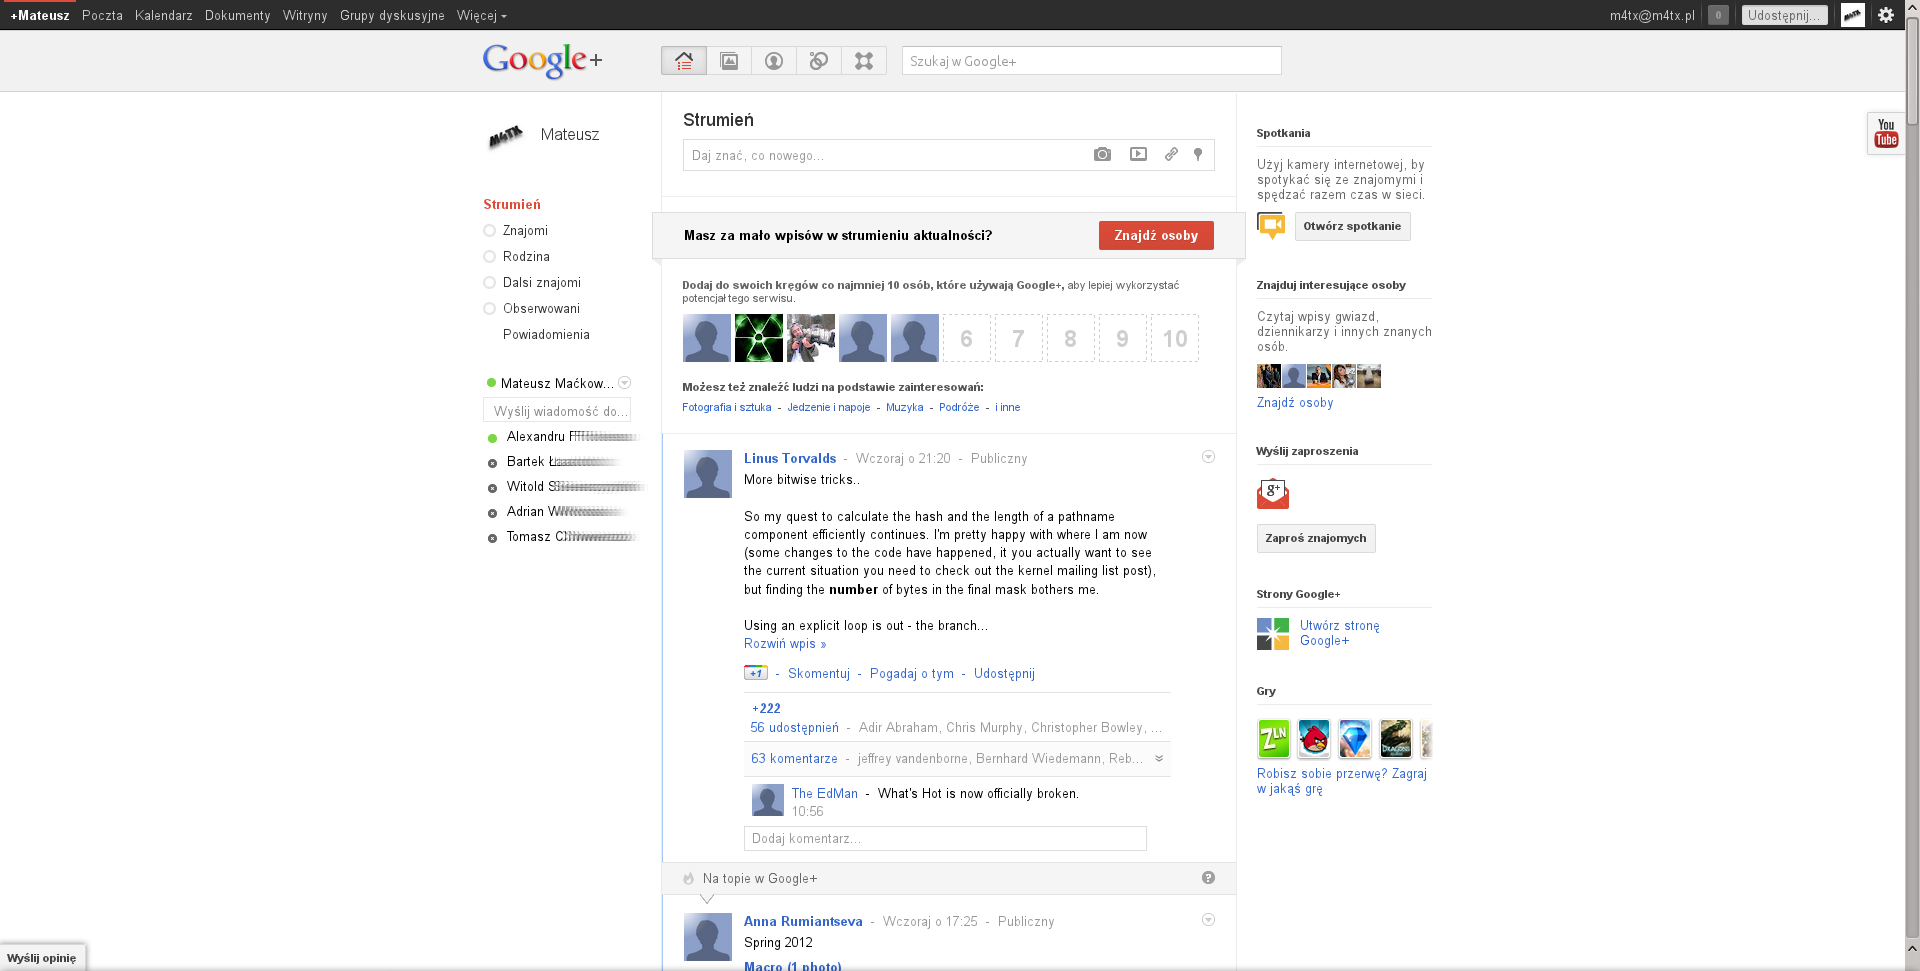 +Mateusz Poczta Kalendarz Dokumenty Witryny Grupy dyskusyjne Więcej
m4tx@m4tx.pl 0 Udostępnij...
Google+
Szukaj w Google+
You
Tube
M4TX
Mateusz
Strumień
Znajomi
Rodzina
Dalsi znajomi
Obserwowani
Powiadomienia
Mateusz Maćkow...
Wyślij wiadomość do...
Alexandru
Bartek
Witold
Adrian
Tomasz
Strumień
Daj znać, co nowego...
Masz za mało wpisów w strumieniu aktualności?
Znajdź osoby
Dodaj do swoich kręgów co najmniej 10 osób, które używają Google+, aby lepiej wykorzystać
potencjał tego serwisu.
6 7 8 9 10
Możesz też znaleźć ludzi na podstawie zainteresowań:
Fotografia i sztuka - Jedzenie i napoje - Muzyka - Podróże - i inne
Linus Torvalds - Wczoraj o 21:20 - Publiczny
More bitwise tricks..
So my quest to calculate the hash and the length of a pathname
component efficiently continues. I'm pretty happy with where I am now
(some changes to the code have happened, it you actually want to see
the current situation you need to check out the kernel mailing list post),
but finding the number of bytes in the final mask bothers me.
Using an explicit loop is out - the branch...
Rozwiń wpis »
+1 - Skomentuj - Pogadaj o tym - Udostępnij
+222
56 udostępnień - Adir Abraham, Chris Murphy, Christopher Bowley, ...
63 komentarze - jeffrey vandenborne, Bernhard Wiedemann, Reb...
The EdMan - What's Hot is now officially broken.
10:56
Dodaj komentarz...
Na topie w Google+
?
Anna Rumiantseva - Wczoraj o 17:25 - Publiczny
Spring 2012
Macro (1 photo)
Spotkania
Użyj kamery internetowej, by
spotykać się ze znajomymi i
spędzać razem czas w sieci.
Otwórz spotkanie
Znajduj interesujące osoby
Czytaj wpisy gwiazd,
dziennikarzy i innych znanych
osób.
Znajdź osoby
Wyślij zaproszenia
g+
Zaproś znajomych
Strony Google+
Utwórz stronę
Google+
Gry
ZLN
DRAGONS
Robisz sobie przerwę? Zagraj
w jakąś grę
Wyślij opinię